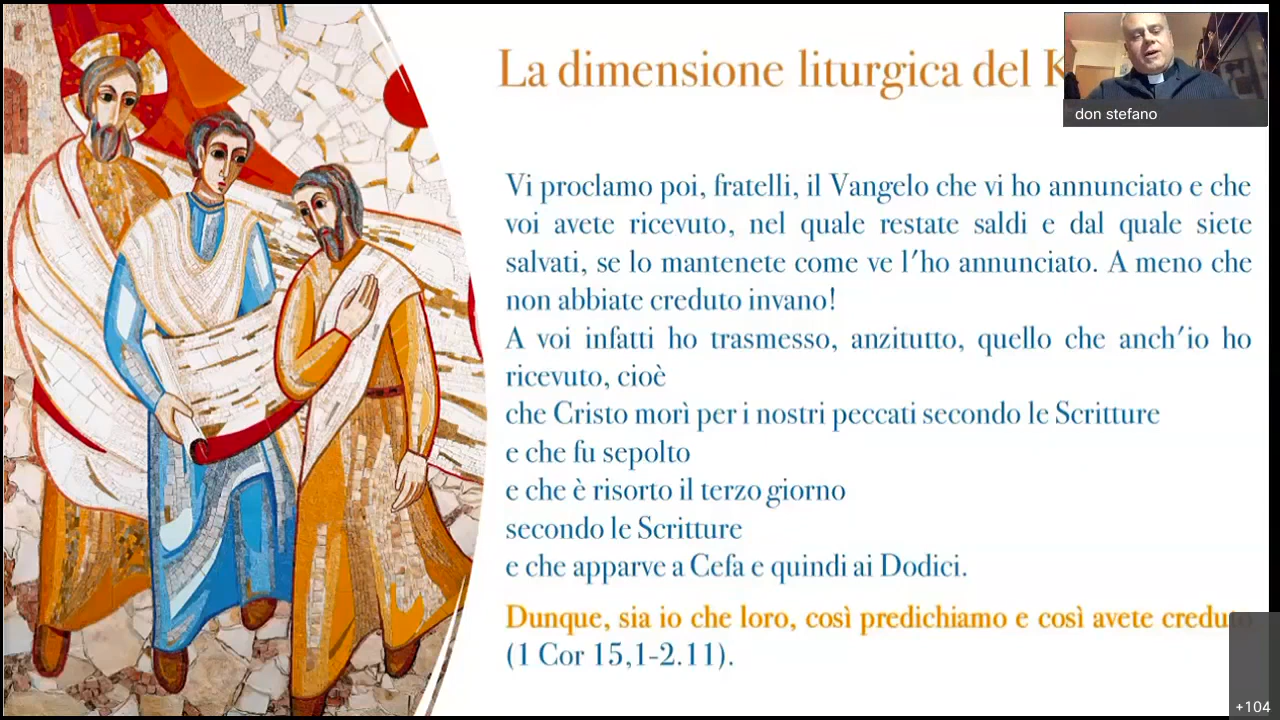 La dimensione liturgica del
don stefano
Vi proclamo poi, fratelli, il Vangelo che vi ho annunciato e che
voi avete ricevuto, nel quale restate saldi e dal quale siete
salvati, se lo mantenete come ve l'ho annunciato. A meno che
non abbiate creduto invano!
A voi infatti ho trasmesso, anzitutto, quello che anch'io ho
ricevuto, cioè
che Cristo morì per i nostri peccati secondo le Scritture
e che fu sepolto
e che è risorto il terzo giorno
secondo le Scritture
e che apparve a Cefa e quindi ai Dodici.
Dunque, sia io che loro, così predichiamo e così avete creduto
(1 Cor 15,1-2.11).
+104